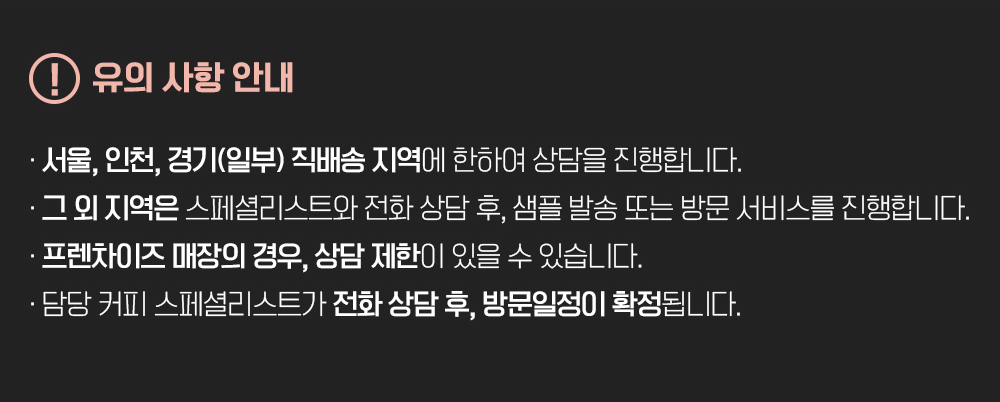 ! 유의 사항 안내
· 서울, 인천, 경기(일부) 직배송 지역에 한하여 상담을 진행합니다.
· 그 외 지역은 스페셜리스트와 전화 상담 후, 샘플 발송 또는 방문 서비스를 진행합니다.
· 프렌차이즈 매장의 경우, 상담 제한이 있을 수 있습니다.
· 담당 커피 스페셜리스트가 전화 상담 후, 방문일정이 확정됩니다.